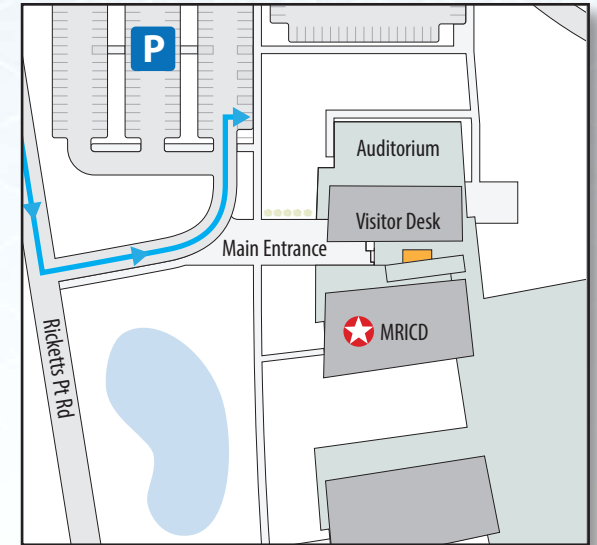 P
Auditorium
Visitor Desk
Main Entrance
MRICD
Ricketts Pt Rd